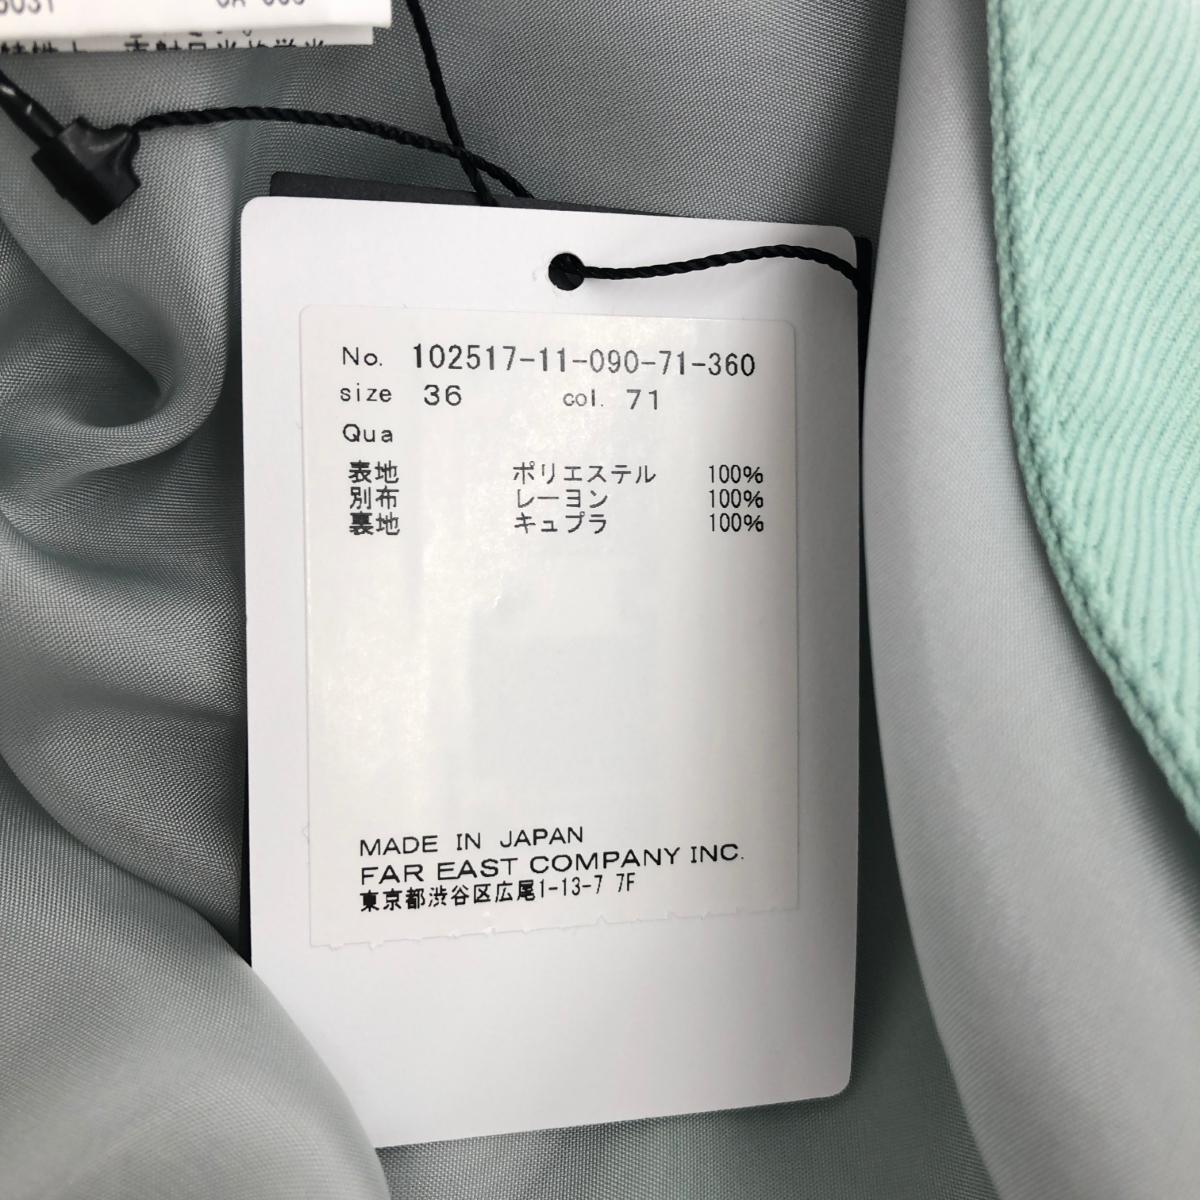 No. 102517-11-090-71-360
size 36 col. 71
Qua
表地 ポリエステル 100%
別布 レーヨン 100%
裏地 キュプラ 100%
MADE IN JAPAN
FAR EAST COMPANY INC.
東京都渋谷区広尾1-13-7 7F